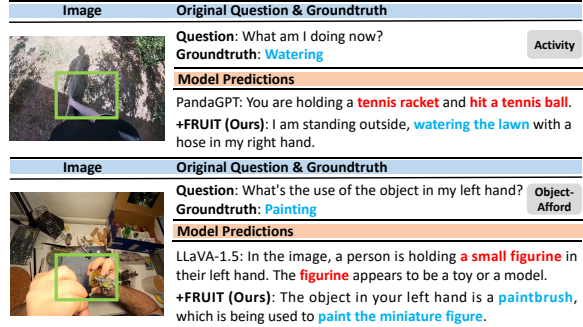 Image Original Question & Groundtruth
Question: What am I doing now?
Groundtruth: Watering
Activity
Model Predictions
PandaGPT: You are holding a tennis racket and hit a tennis ball.
+FRUIT (Ours): I am standing outside, watering the lawn with a
hose in my right hand.
Image Original Question & Groundtruth
Question: What's the use of the object in my left hand?
Groundtruth: Painting
Object-
Afford
Model Predictions
LLaVA-1.5: In the image, a person is holding a small figurine in
their left hand. The figurine appears to be a toy or a model.
+FRUIT (Ours): The object in your left hand is a paintbrush,
which is being used to paint the miniature figure.